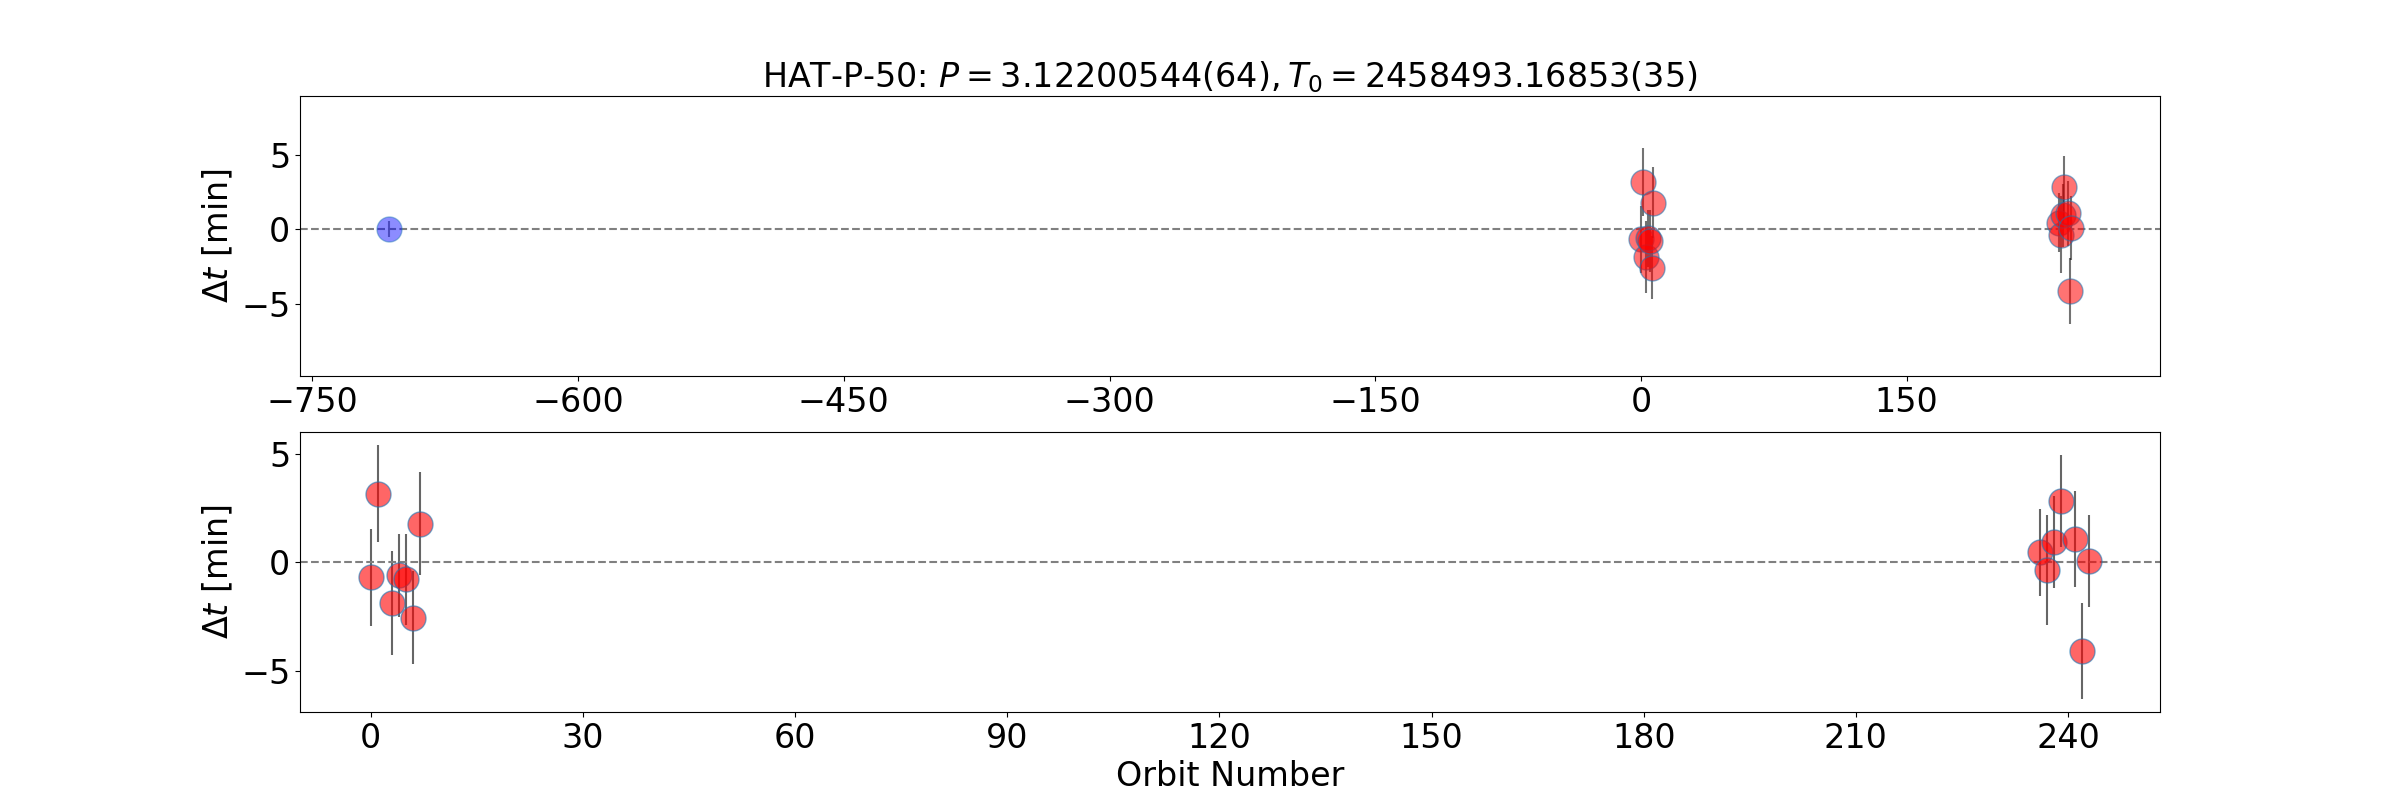 HAT-P-50: P = 3.12200544(64), T₀ = 2458493.16853(35)
5
0
−5
Δt [min]
−750 −600 −450 −300 −150 0 150
5
0
−5
Δt [min]
0 30 60 90 120 150 180 210 240
Orbit Number